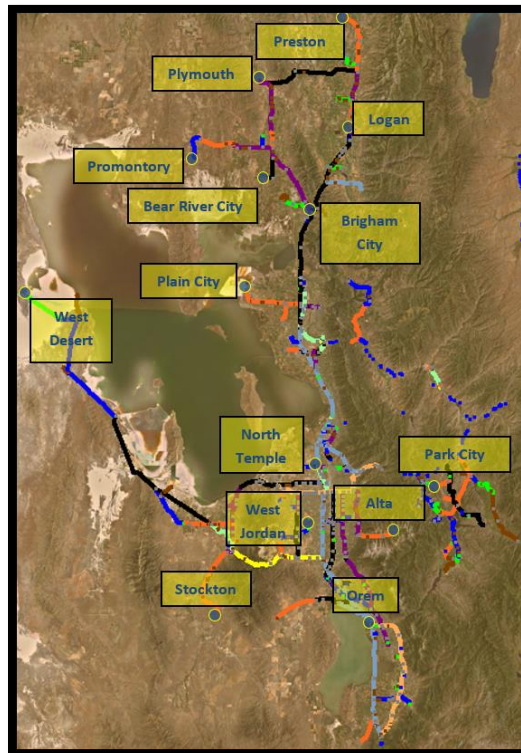 Preston
Plymouth
Logan
Promontory
Bear River City
Brigham
City
Plain City
West
Desert
North
Temple
Park City
West
Jordan
Alta
Stockton
Orem